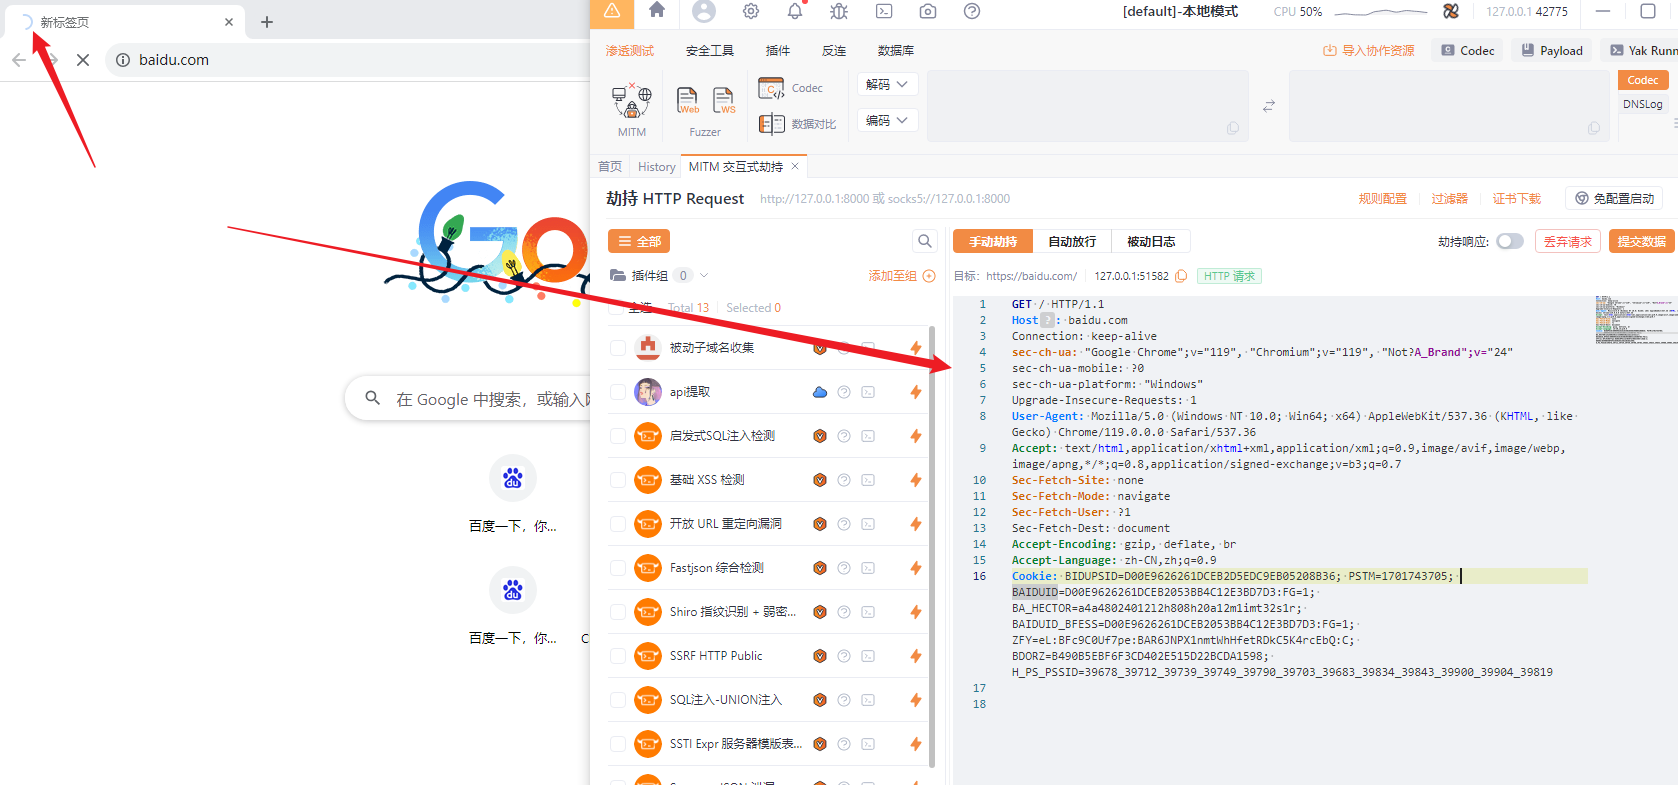 新标签页
baidu.com
在 Google 中搜索，或输入
百度一下，你...
百度一下，你...
[default]-本地模式
CPU 50%
127.0.0.1 42775
渗透测试 安全工具 插件 反连 数据库
导入协作资源 Codec Payload Yak Runn
MITM
Web WS
Fuzzer
Codec
数据对比
解码
编码
Codec
DNSLog
首页 History MITM 交互式劫持
劫持 HTTP Request http://127.0.0.1:8000 或 socks5://127.0.0.1:8000
规则配置 过滤器 证书下载 免配置启动
全部
插件组 0
添加至组
全选 Total 13 Selected 0
被动子域名收集
api提取
启发式SQL注入检测
基础 XSS 检测
开放 URL 重定向漏洞
Fastjson 综合检测
Shiro 指纹识别 + 弱密...
SSRF HTTP Public
SQL注入-UNION注入
SSTI Expr 服务器模版表...
手动劫持 自动放行 被动日志
劫持响应: 丢弃请求 提交数据
目标: https://baidu.com/ 127.0.0.1:51582 HTTP 请求
1 GET / HTTP/1.1
2 Host?: baidu.com
3 Connection: keep-alive
4 sec-ch-ua: "Google Chrome";v="119", "Chromium";v="119", "Not?A_Brand";v="24"
5 sec-ch-ua-mobile: ?0
6 sec-ch-ua-platform: "Windows"
7 Upgrade-Insecure-Requests: 1
8 User-Agent: Mozilla/5.0 (Windows NT 10.0; Win64; x64) AppleWebKit/537.36 (KHTML, like
Gecko) Chrome/119.0.0.0 Safari/537.36
9 Accept: text/html,application/xhtml+xml,application/xml;q=0.9,image/avif,image/webp,
image/apng,*/*;q=0.8,application/signed-exchange;v=b3;q=0.7
10 Sec-Fetch-Site: none
11 Sec-Fetch-Mode: navigate
12 Sec-Fetch-User: ?1
13 Sec-Fetch-Dest: document
14 Accept-Encoding: gzip, deflate, br
15 Accept-Language: zh-CN,zh;q=0.9
16 Cookie: BIDUPSID=D00E9626261DCEB2D5EDC9EB05208B36; PSTM=1701743705;
BAIDUID=D00E9626261DCEB2053BB4C12E3BD7D3:FG=1;
BA_HECTOR=a4a4802401212h808h20a12m1imt32s1r;
BAIDUID_BFESS=D00E9626261DCEB2053BB4C12E3BD7D3:FG=1;
ZFY=eL:BFc9C0Uf7pe:BAR6JNPX1nmtWhHfetRDkC5K4rcEbQ:C;
BDORZ=B490B5EBF6F3CD402E515D22BCDA1598;
H_PS_PSSID=39678_39712_39739_39749_39790_39703_39683_39834_39843_39900_39904_39819
17
18